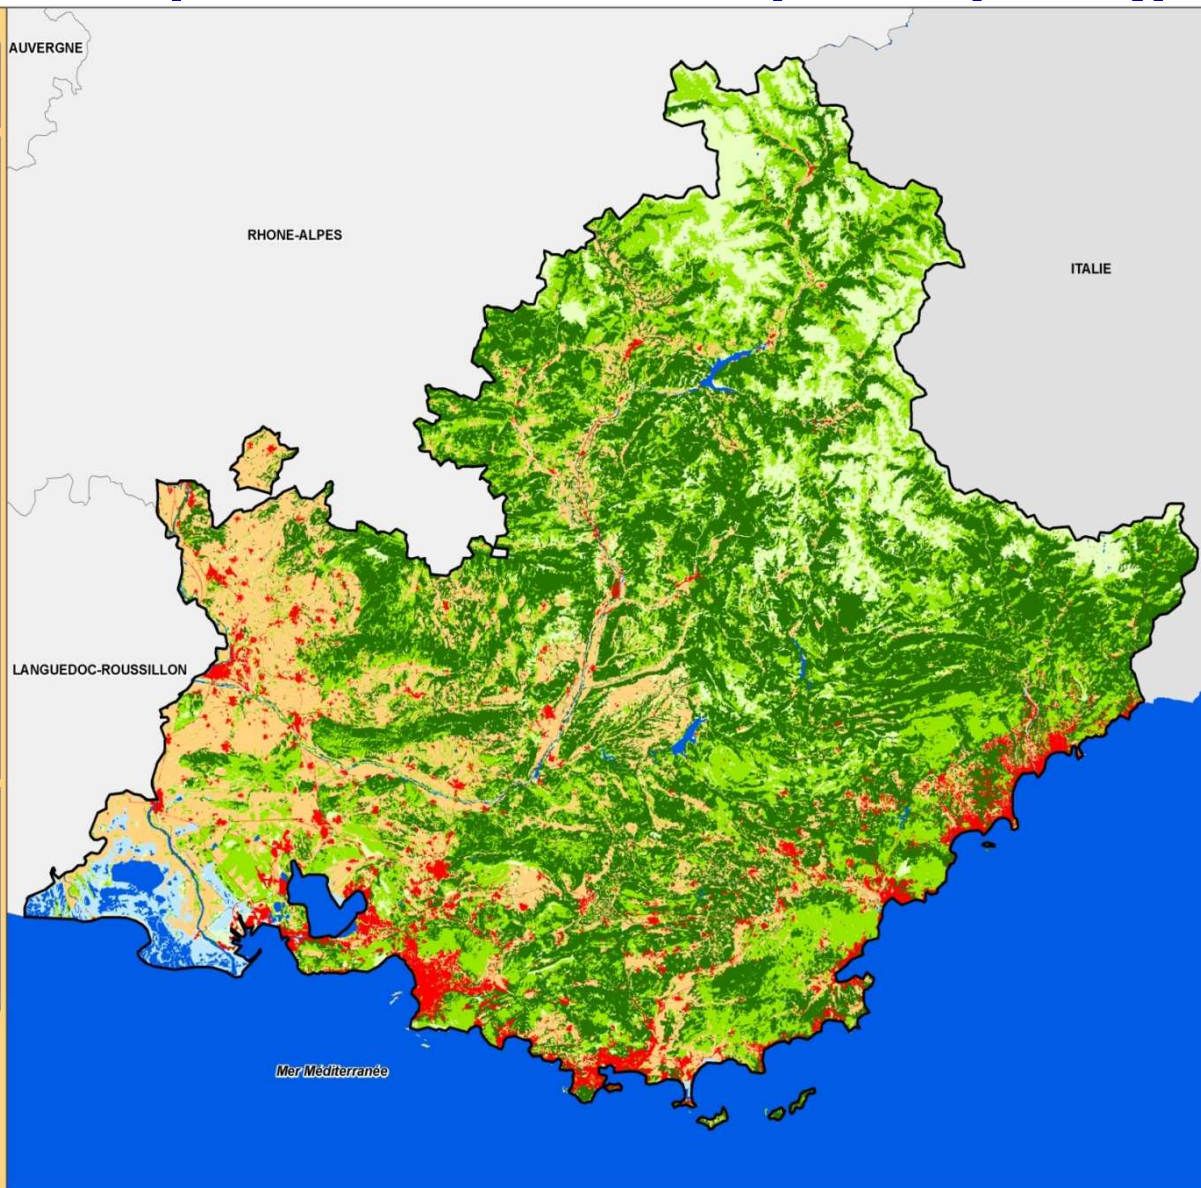 AUVERGNE
RHONE-ALPES
ITALIE
LANGUEDOC-ROUSSILLON
Mer Méditerranée